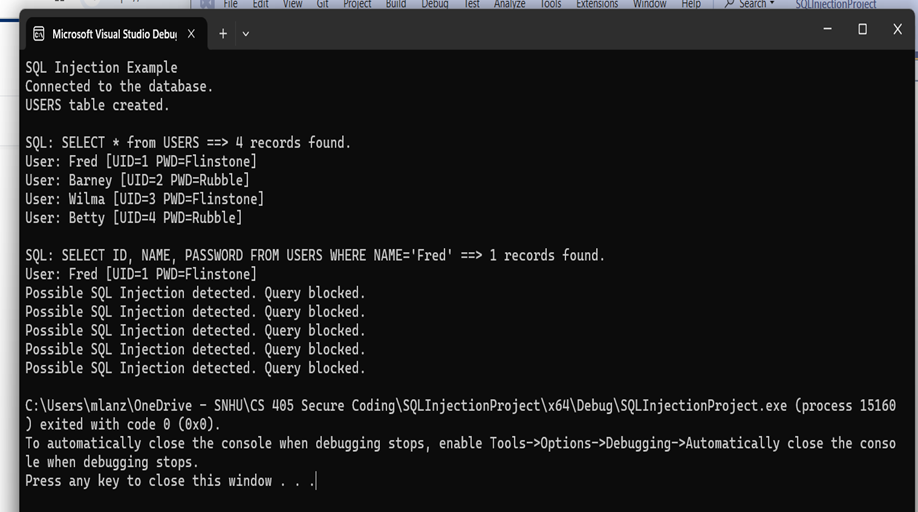 File Edit View Git Project Build Debug Test Analyze Tools Extensions Window Help Search SQLInjectionProject
Microsoft Visual Studio Debug
SQL Injection Example
Connected to the database.
USERS table created.
SQL: SELECT * from USERS ==> 4 records found.
User: Fred [UID=1 PWD=Flinstone]
User: Barney [UID=2 PWD=Rubble]
User: Wilma [UID=3 PWD=Flinstone]
User: Betty [UID=4 PWD=Rubble]
SQL: SELECT ID, NAME, PASSWORD FROM USERS WHERE NAME='Fred' ==> 1 records found.
User: Fred [UID=1 PWD=Flinstone]
Possible SQL Injection detected. Query blocked.
Possible SQL Injection detected. Query blocked.
Possible SQL Injection detected. Query blocked.
Possible SQL Injection detected. Query blocked.
Possible SQL Injection detected. Query blocked.
C:\Users\mlanz\OneDrive - SNHU\CS 405 Secure Coding\SQLInjectionProject\x64\Debug\SQLInjectionProject.exe (process 15160
) exited with code 0 (0x0).
To automatically close the console when debugging stops, enable Tools->Options->Debugging->Automatically close the conso
le when debugging stops.
Press any key to close this window . . .